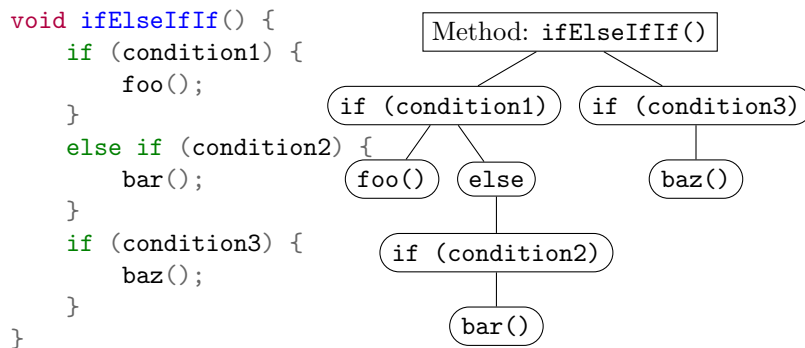 void ifElseIfIf() {
    if (condition1) {
        foo();
    }
    else if (condition2) {
        bar();
    }
    if (condition3) {
        baz();
    }
}
Method: ifElseIfIf()
if (condition1)
if (condition3)
foo()
else
baz()
if (condition2)
bar()